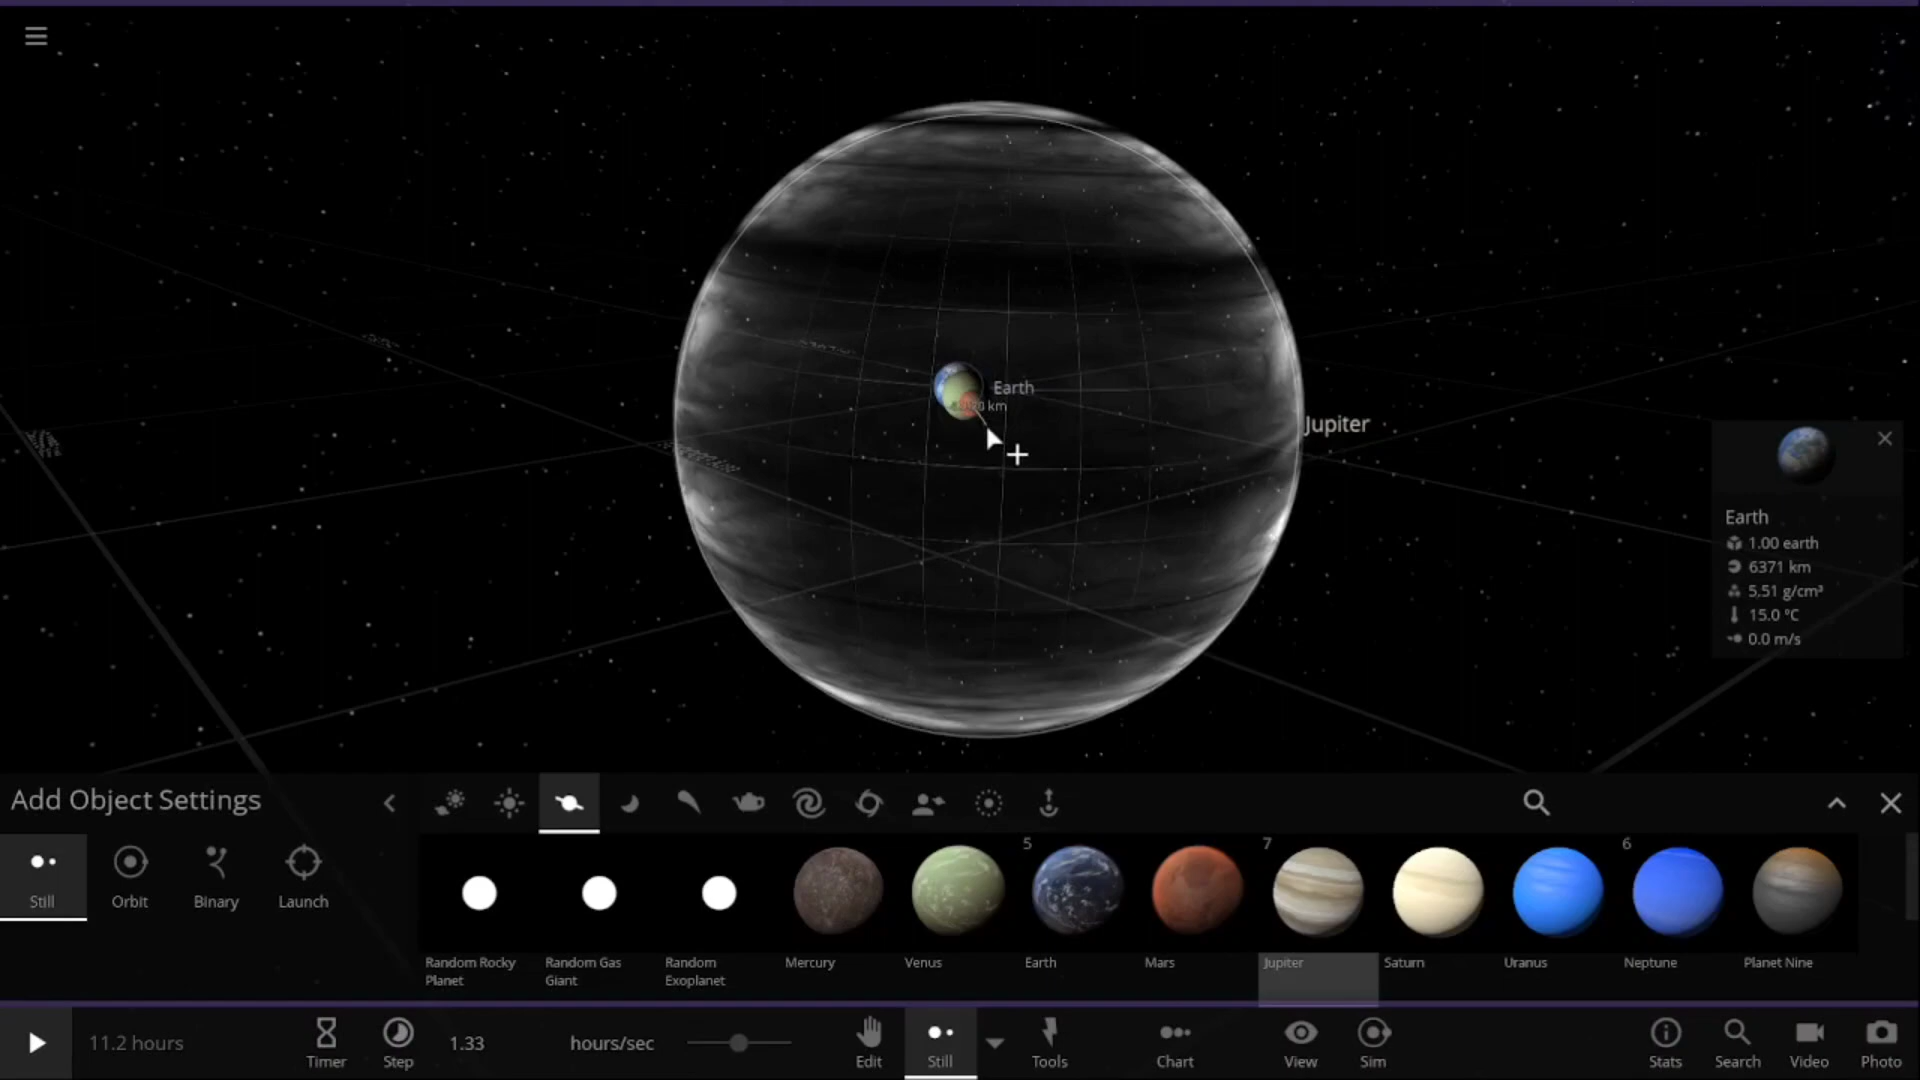 Earth
km
Jupiter
Earth
1.00 earth
6371 km
5.51 g/cm³
15.0 °C
0.0 m/s
Add Object Settings
Still
Orbit
Binary
Launch
5
7
6
Random Rocky
Planet
Random Gas
Giant
Random
Exoplanet
Mercury
Venus
Earth
Mars
Jupiter
Saturn
Uranus
Neptune
Planet Nine
11.2 hours
Timer
Step
1.33
hours/sec
Edit
Still
Tools
Chart
View
Sim
Stats
Search
Video
Photo